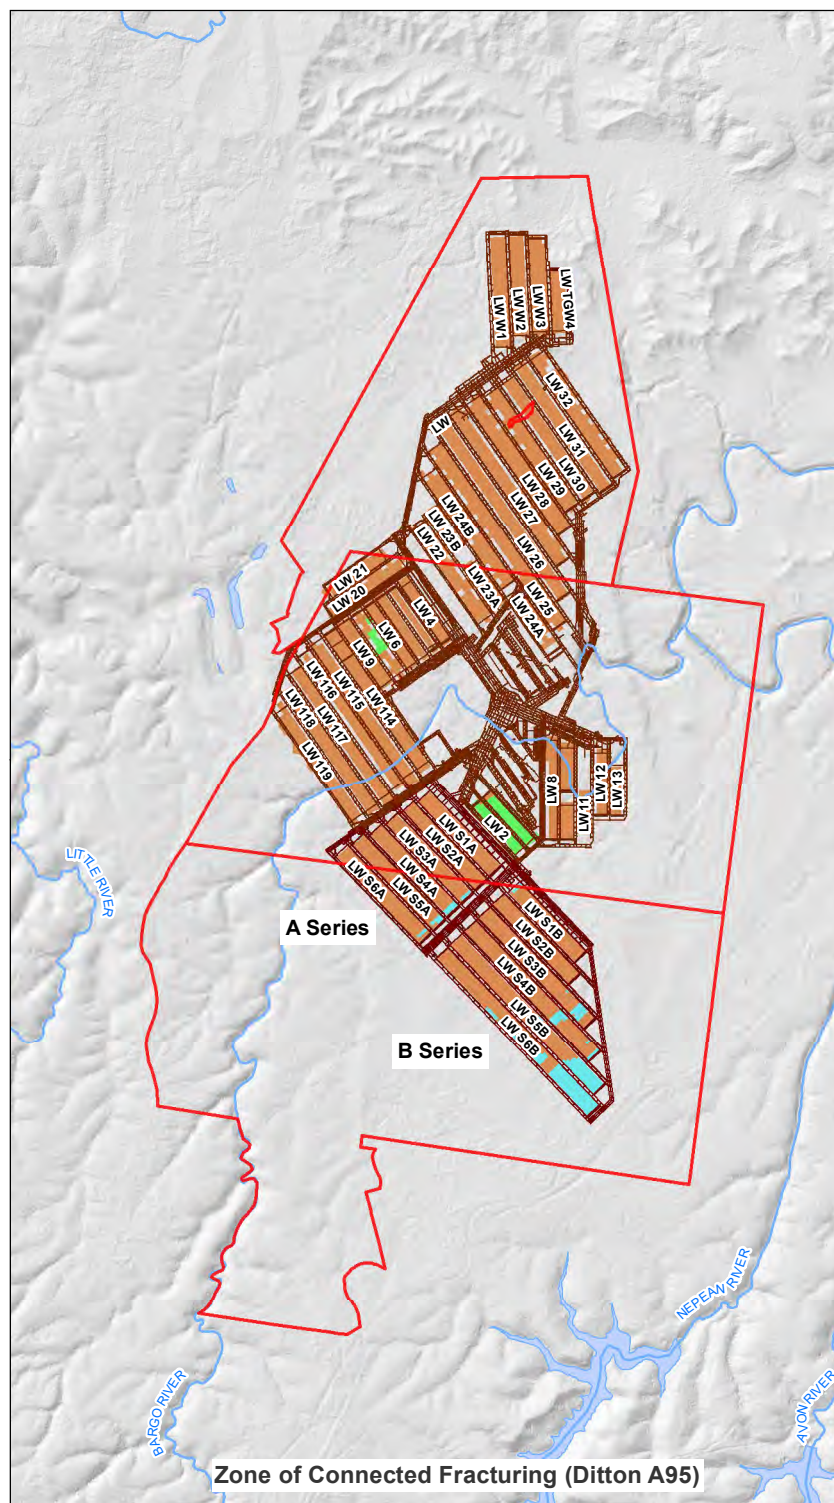 LW W1
LW W2
LW W3
LW-TGW4
LW 32
LW
LW 31
LW 30
LW 29
LW 28
LW 27
LW 24B
LW 23B
LW 22
LW 26
LW 21
LW 20
LW 23A
LW 25
LW 24A
LW 4
LW 6
LW 9
LW 114
LW 115
LW 116
LW 117
LW 118
LW 119
LW 8
LW 11
LW 12
LW 13
LW 2
LW S1A
LW S2A
LW S3A
LW S4A
LW S5A
LW S6A
LITTLE RIVER
A Series
LW S1B
LW S2B
LW S3B
LW S4B
LW S5B
LW S6B
B Series
NEPEAN RIVER
BARGO RIVER
AVON RIVER
Zone of Connected Fracturing (Ditton A95)